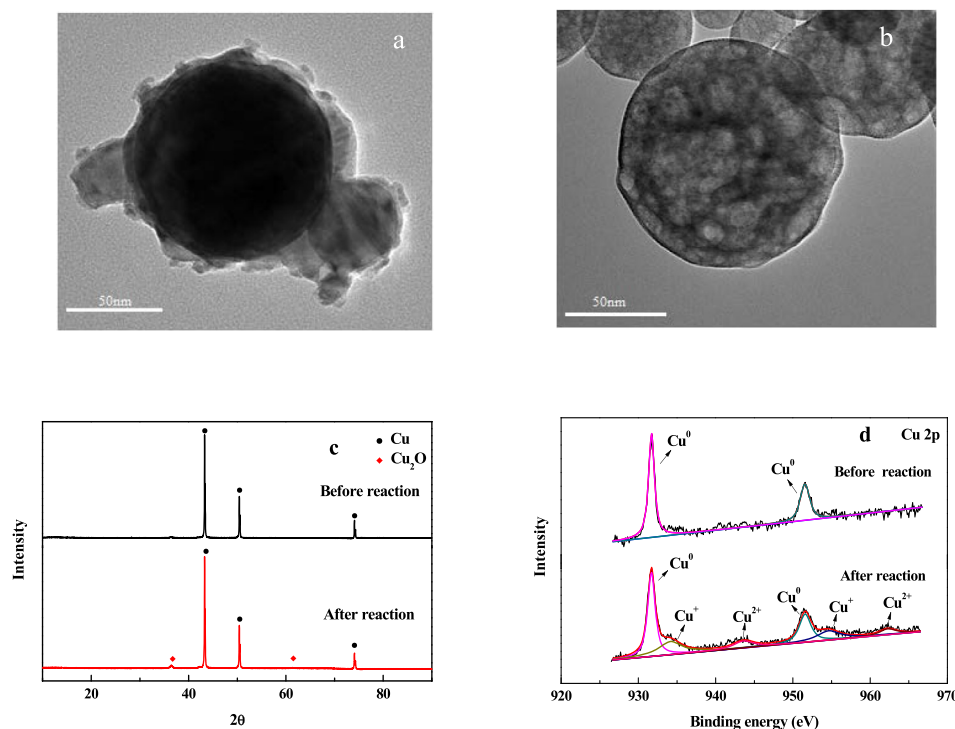 a
50nm
b
50nm
c
● Cu
◆ Cu₂O
Before reaction
After reaction
Intensity
20 40 60 80
2θ
d Cu 2p
Cu⁰
Cu⁰
Before reaction
After reaction
Cu⁰
Cu⁺
Cu²⁺
Cu⁰
Cu⁺
Cu²⁺
Intensity
920 930 940 950 960 970
Binding energy (eV)